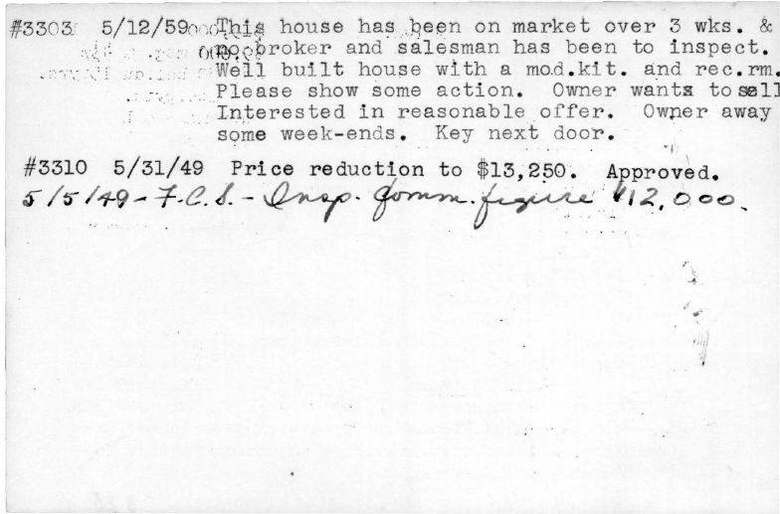 #3303 5/12/59 This house has been on market over 3 wks. &
no broker and salesman has been to inspect.
Well built house with a mod.kit. and rec.rm.
Please show some action. Owner wants to sell
Interested in reasonable offer. Owner away
some week-ends. Key next door.
#3310 5/31/49 Price reduction to $13,250. Approved.
5/5/49 - F.C.S. - Insp. Comm. figure $12,000.